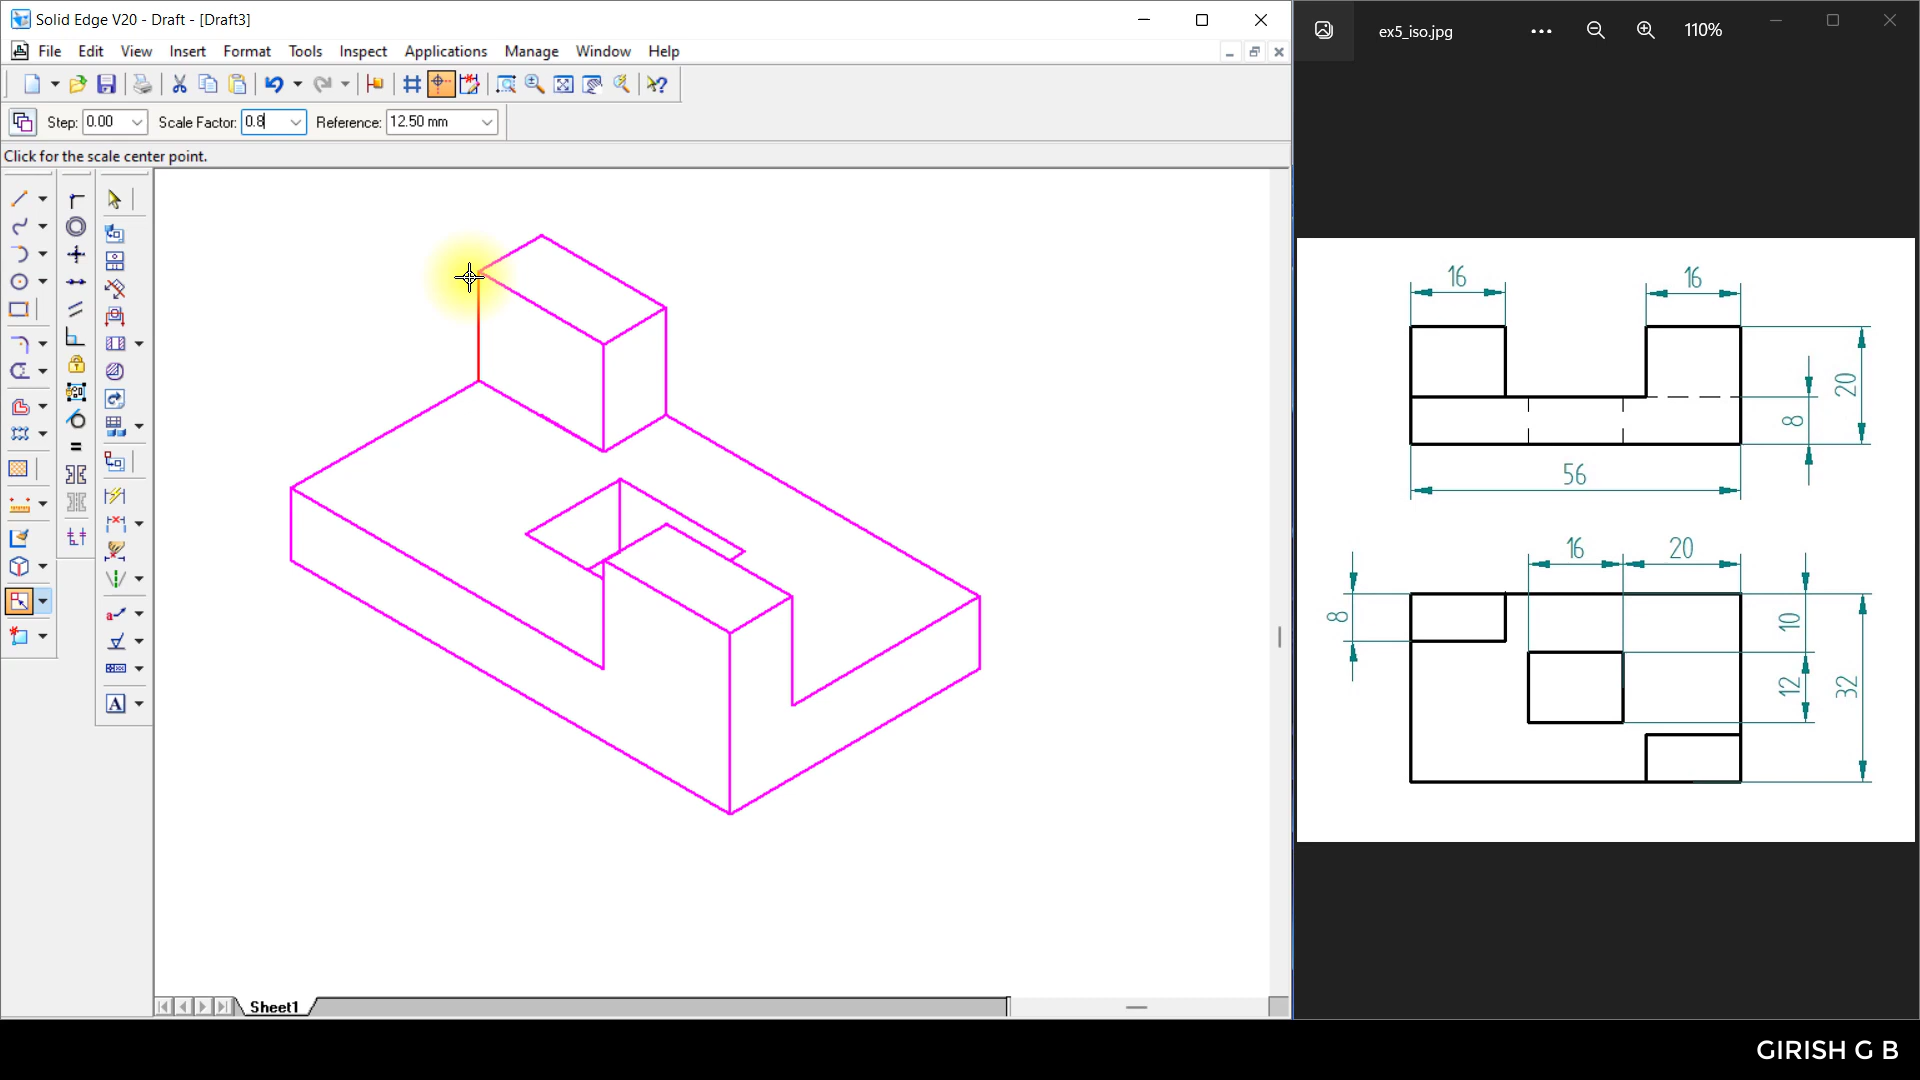 Solid Edge V20 - Draft - [Draft3]
File Edit View Insert Format Tools Inspect Applications Manage Window Help
Step: 0.00 Scale Factor: 0.8 Reference: 12.50 mm
Click for the scale center point.
A
Sheet1
ex5_iso.jpg
110%
16 16
20
8
56
16 20
8
10
12
32
GIRISH G B